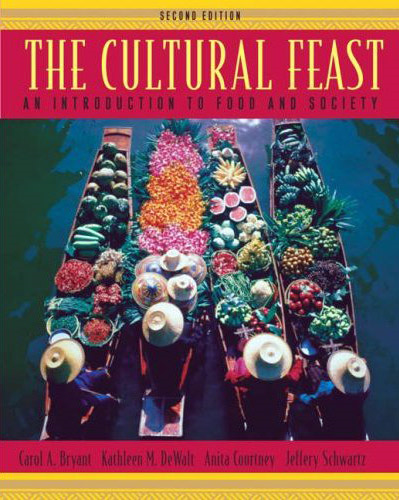 SECOND EDITION
THE CULTURAL FEAST
AN INTRODUCTION TO FOOD AND SOCIETY
Carol A. Bryant Kathleen M. DeWalt Anita Courtney Jeffery Schwartz